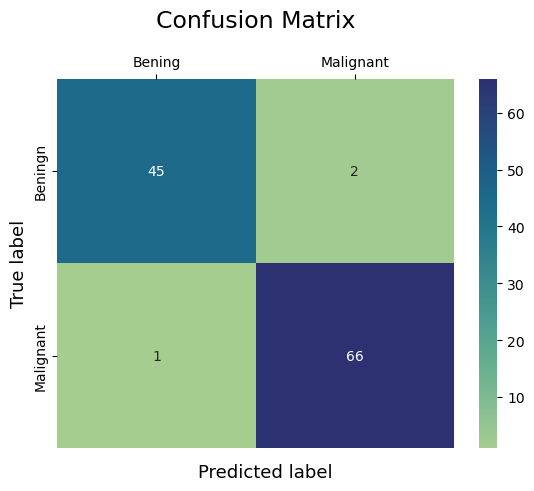 Confusion Matrix
Bening Malignant
60
50
40
30
20
10
True label
Beningn
45 2
Malignant
1 66
Predicted label